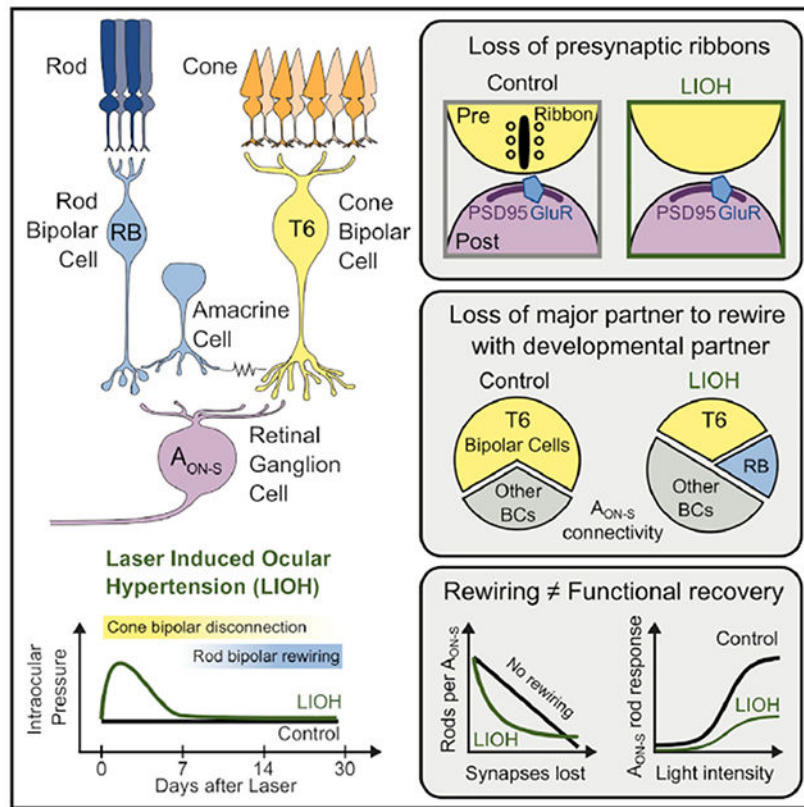 Rod
Cone
Rod
Bipolar
Cell
RB
T6
Cone
Bipolar
Cell
Amacrine
Cell
AON-S
Retinal
Ganglion
Cell
Laser Induced Ocular
Hypertension (LIOH)
Cone bipolar disconnection
Rod bipolar rewiring
Intraocular
Pressure
LIOH
Control
0 7 14 30
Days after Laser
Loss of presynaptic ribbons
Control
LIOH
Pre
Ribbon
PSD95 GluR
Post
PSD95 GluR
Loss of major partner to rewire
with developmental partner
Control
LIOH
T6
Bipolar Cells
Other
BCs
T6
RB
Other
BCs
AON-S
connectivity
Rewiring ≠ Functional recovery
Rods per AON-S
No rewiring
LIOH
Synapses lost
AON-S rod response
Control
LIOH
Light intensity